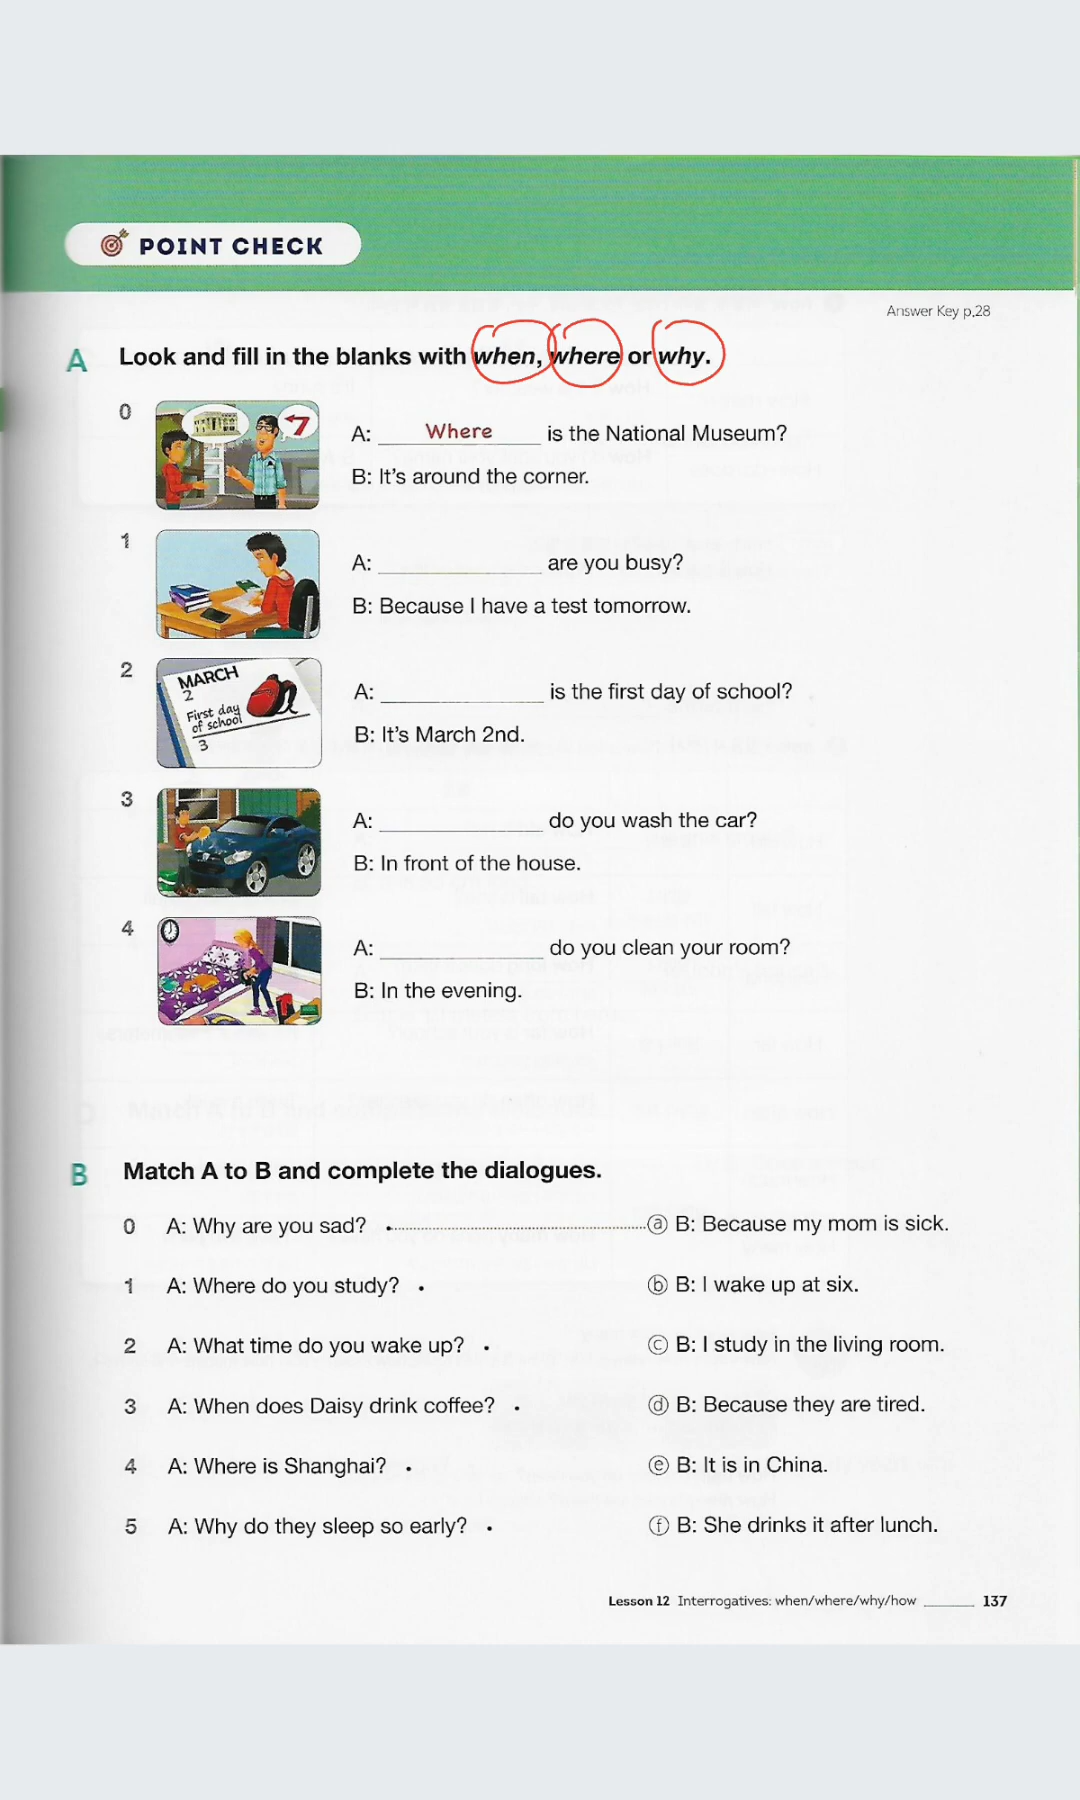 POINT CHECK
Answer Key p.28
A Look and fill in the blanks with when, where or why.
0
7
A: Where is the National Museum?
B: It's around the corner.
1
A: ______ are you busy?
B: Because I have a test tomorrow.
2
MARCH
2
First day
of school
3
A: ______ is the first day of school?
B: It's March 2nd.
3
A: ______ do you wash the car?
B: In front of the house.
4
A: ______ do you clean your room?
B: In the evening.
B Match A to B and complete the dialogues.
0 A: Why are you sad? • ⓐ B: Because my mom is sick.
1 A: Where do you study? • ⓑ B: I wake up at six.
2 A: What time do you wake up? • ⓒ B: I study in the living room.
3 A: When does Daisy drink coffee? • ⓓ B: Because they are tired.
4 A: Where is Shanghai? • ⓔ B: It is in China.
5 A: Why do they sleep so early? • ⓕ B: She drinks it after lunch.
Lesson 12 Interrogatives: when/where/why/how ______ 137